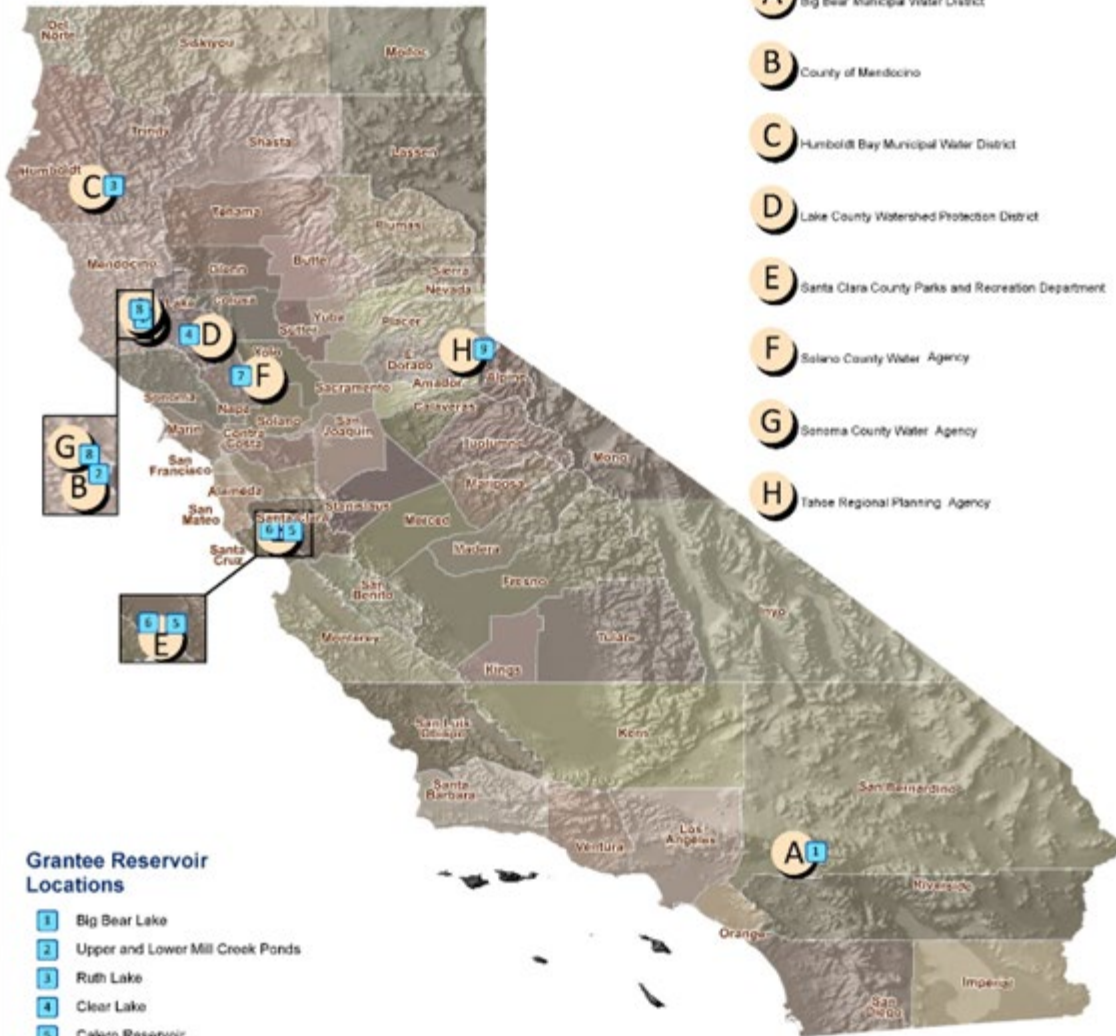 Big Bear Municipal Water District
B County of Mendocino
C Humboldt Bay Municipal Water District
D Lake County Watershed Protection District
E Santa Clara County Parks and Recreation Department
F Solano County Water Agency
G Sonoma County Water Agency
H Tahoe Regional Planning Agency
Del
Norte
Siskiyou
Modoc
Trinity
Shasta
Lassen
Humboldt
C 3
Tehama
Plumas
Mendocino
Glenn
Butte
Sierra
Nevada
8
Lake
Colusa
Yuba
Sutter
Placer
4 D
H 9
Yolo
El
Dorado
7 F
Sacramento
Amador
Alpine
Sonoma
Napa
Solano
Calaveras
Marin
Contra
Costa
San
Joaquin
Tuolumne
Mono
San
Francisco
G 8
2
B
Alameda
San
Mateo
Stanislaus
Mariposa
Santa Clara
6 5
Merced
Santa
Cruz
Madera
Fresno
San
Benito
6 5
E
Monterey
Inyo
Tulare
Kings
San Luis
Obispo
Kern
Santa
Barbara
San Bernardino
Ventura
Los
Angeles
A 1
Riverside
Orange
Imperial
San
Diego
Grantee Reservoir
Locations
1 Big Bear Lake
2 Upper and Lower Mill Creek Ponds
3 Ruth Lake
4 Clear Lake
5 Calero Reservoir